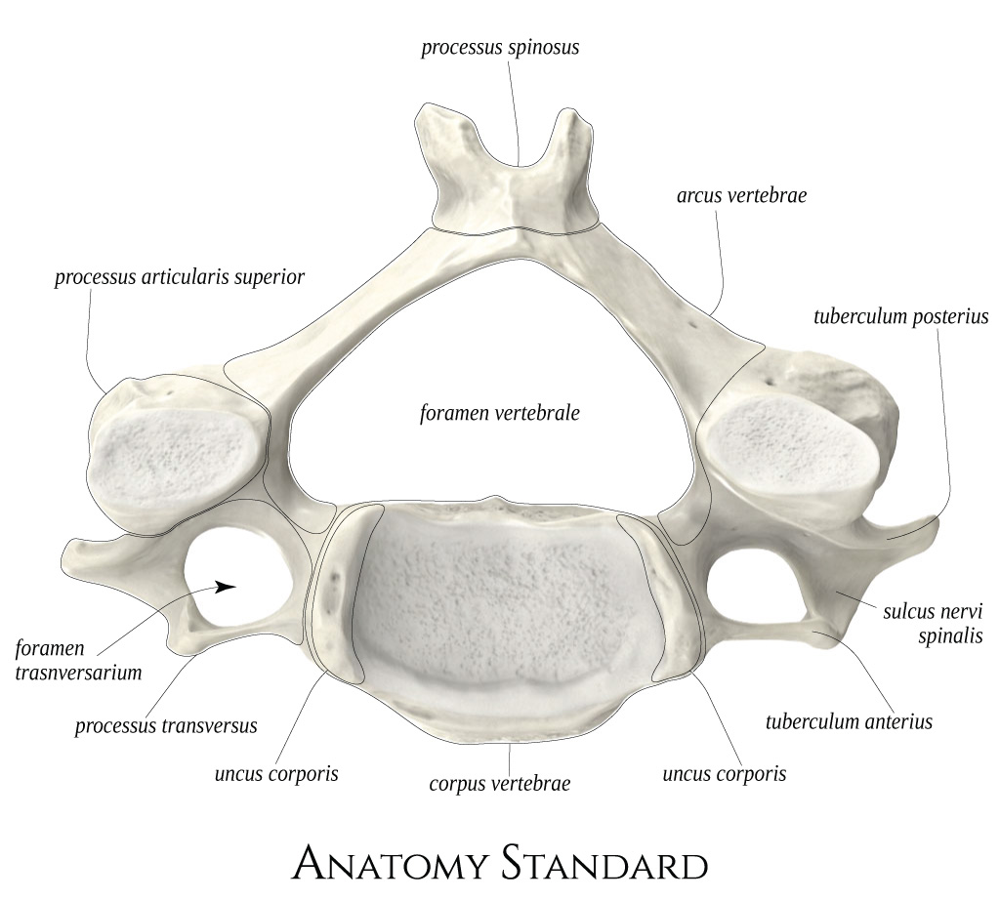 processus spinosus
arcus vertebrae
processus articularis superior
tuberculum posterius
foramen vertebrale
sulcus nervi
spinalis
foramen
trasnversarium
processus transversus
tuberculum anterius
uncus corporis
corpus vertebrae
uncus corporis
Anatomy Standard